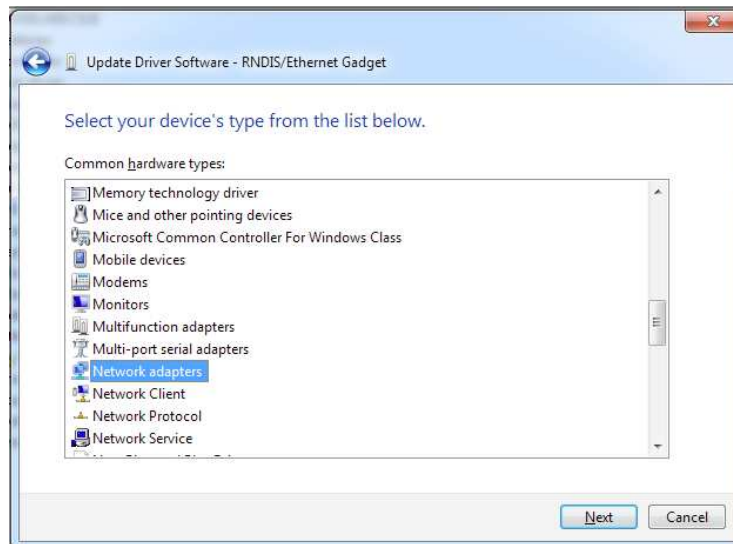 Update Driver Software - RNDIS/Ethernet Gadget
Select your device's type from the list below.
Common hardware types:
Memory technology driver
Mice and other pointing devices
Microsoft Common Controller For Windows Class
Mobile devices
Modems
Monitors
Multifunction adapters
Multi-port serial adapters
Network adapters
Network Client
Network Protocol
Network Service
Next
Cancel